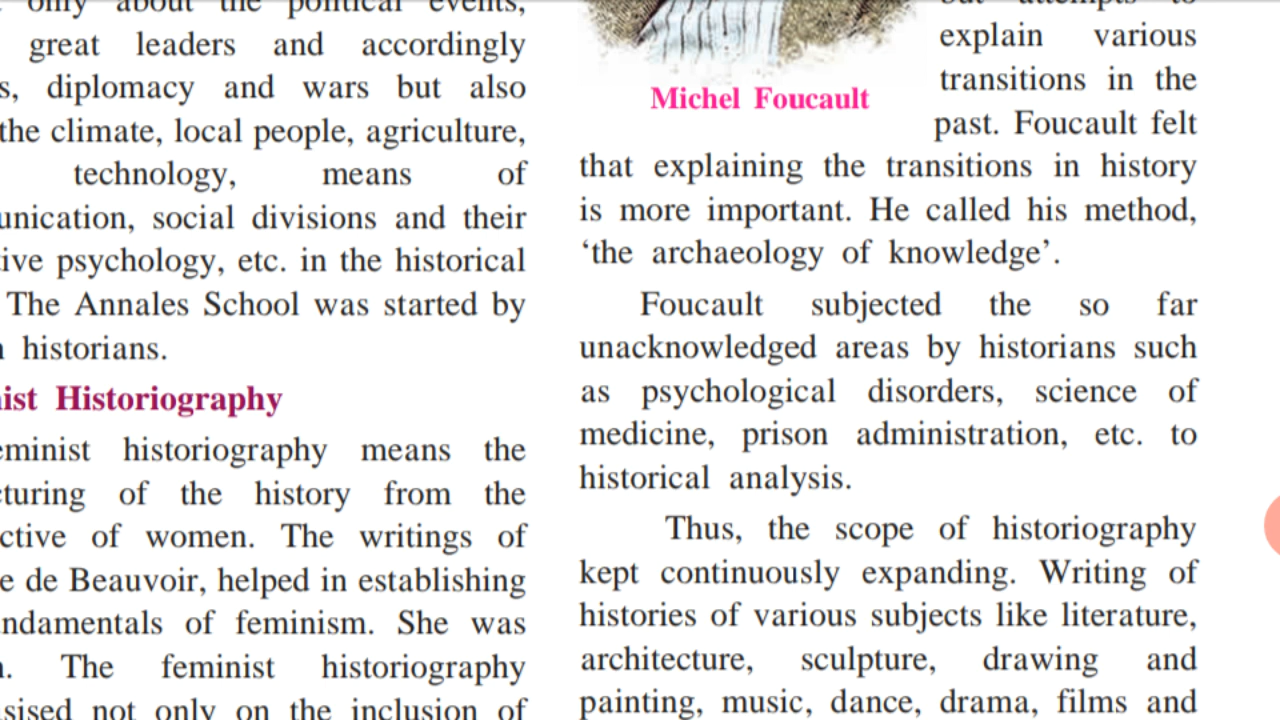 only about the political events,
great leaders and accordingly
s, diplomacy and wars but also
the climate, local people, agriculture,
technology, means of
unication, social divisions and their
ive psychology, etc. in the historical
The Annales School was started by
historians.
ist Historiography
eminist historiography means the
cturing of the history from the
ctive of women. The writings of
e de Beauvoir, helped in establishing
ndamentals of feminism. She was
The feminist historiography
sised not only on the inclusion of
Michel Foucault
but attempts to
explain various
transitions in the
past. Foucault felt
that explaining the transitions in history
is more important. He called his method,
‘the archaeology of knowledge’.
Foucault subjected the so far
unacknowledged areas by historians such
as psychological disorders, science of
medicine, prison administration, etc. to
historical analysis.
Thus, the scope of historiography
kept continuously expanding. Writing of
histories of various subjects like literature,
architecture, sculpture, drawing and
painting, music, dance, drama, films and